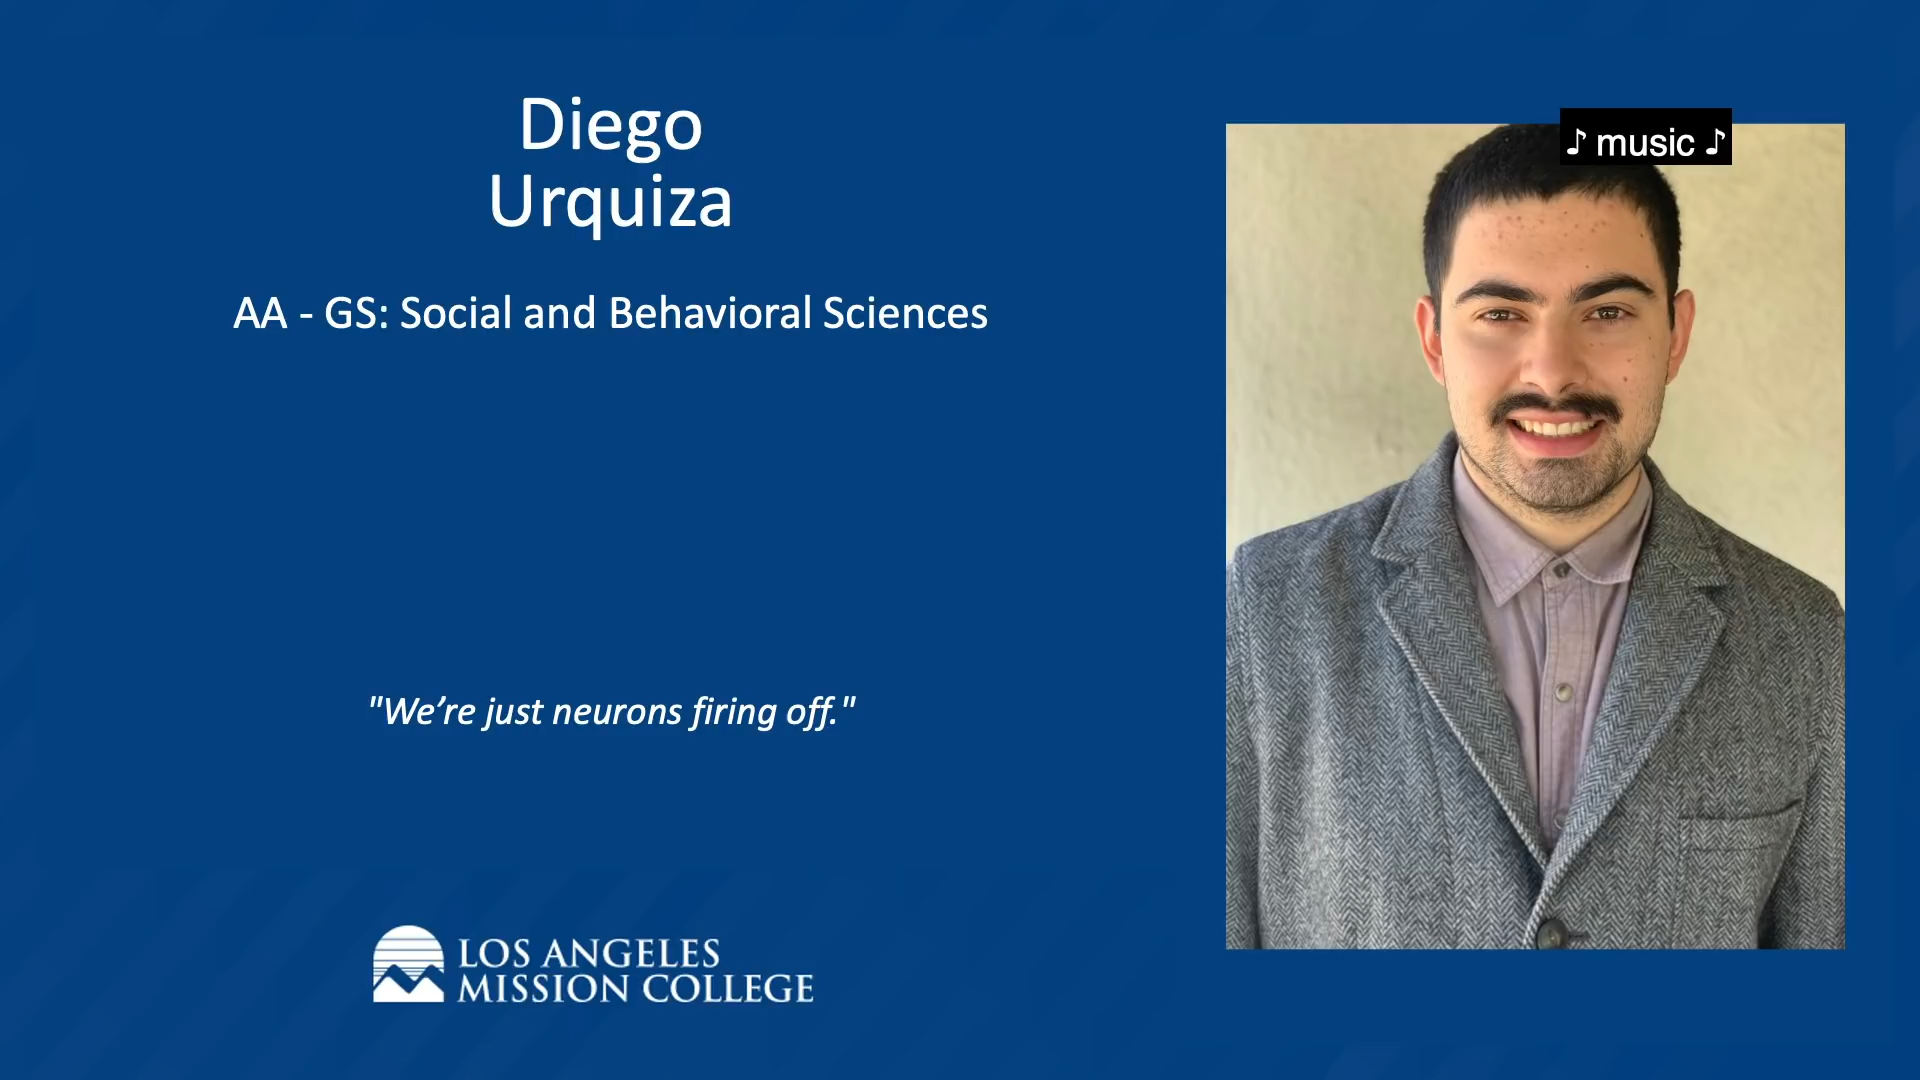 Diego
Urquiza
AA - GS: Social and Behavioral Sciences
"We’re just neurons firing off."
LOS ANGELES
MISSION COLLEGE
♪ music ♪